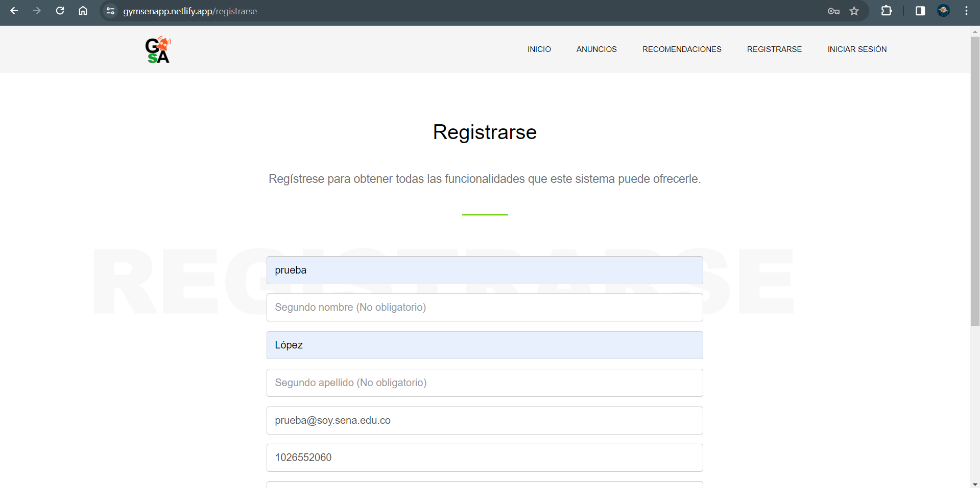 gymsenapp.netlify.app/registrarse
GSA
INICIO ANUNCIOS RECOMENDACIONES REGISTRARSE INICIAR SESIÓN
Registrarse
Regístrese para obtener todas las funcionalidades que este sistema puede ofrecerle.
REGISTRARSE
prueba
Segundo nombre (No obligatorio)
López
Segundo apellido (No obligatorio)
prueba@soy.sena.edu.co
1026552060